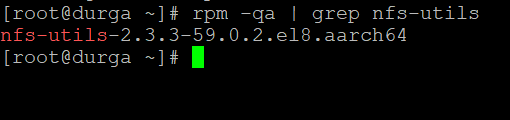 [root@durga ~]# rpm -qa | grep nfs-utils
nfs-utils-2.3.3-59.0.2.el8.aarch64
[root@durga ~]#